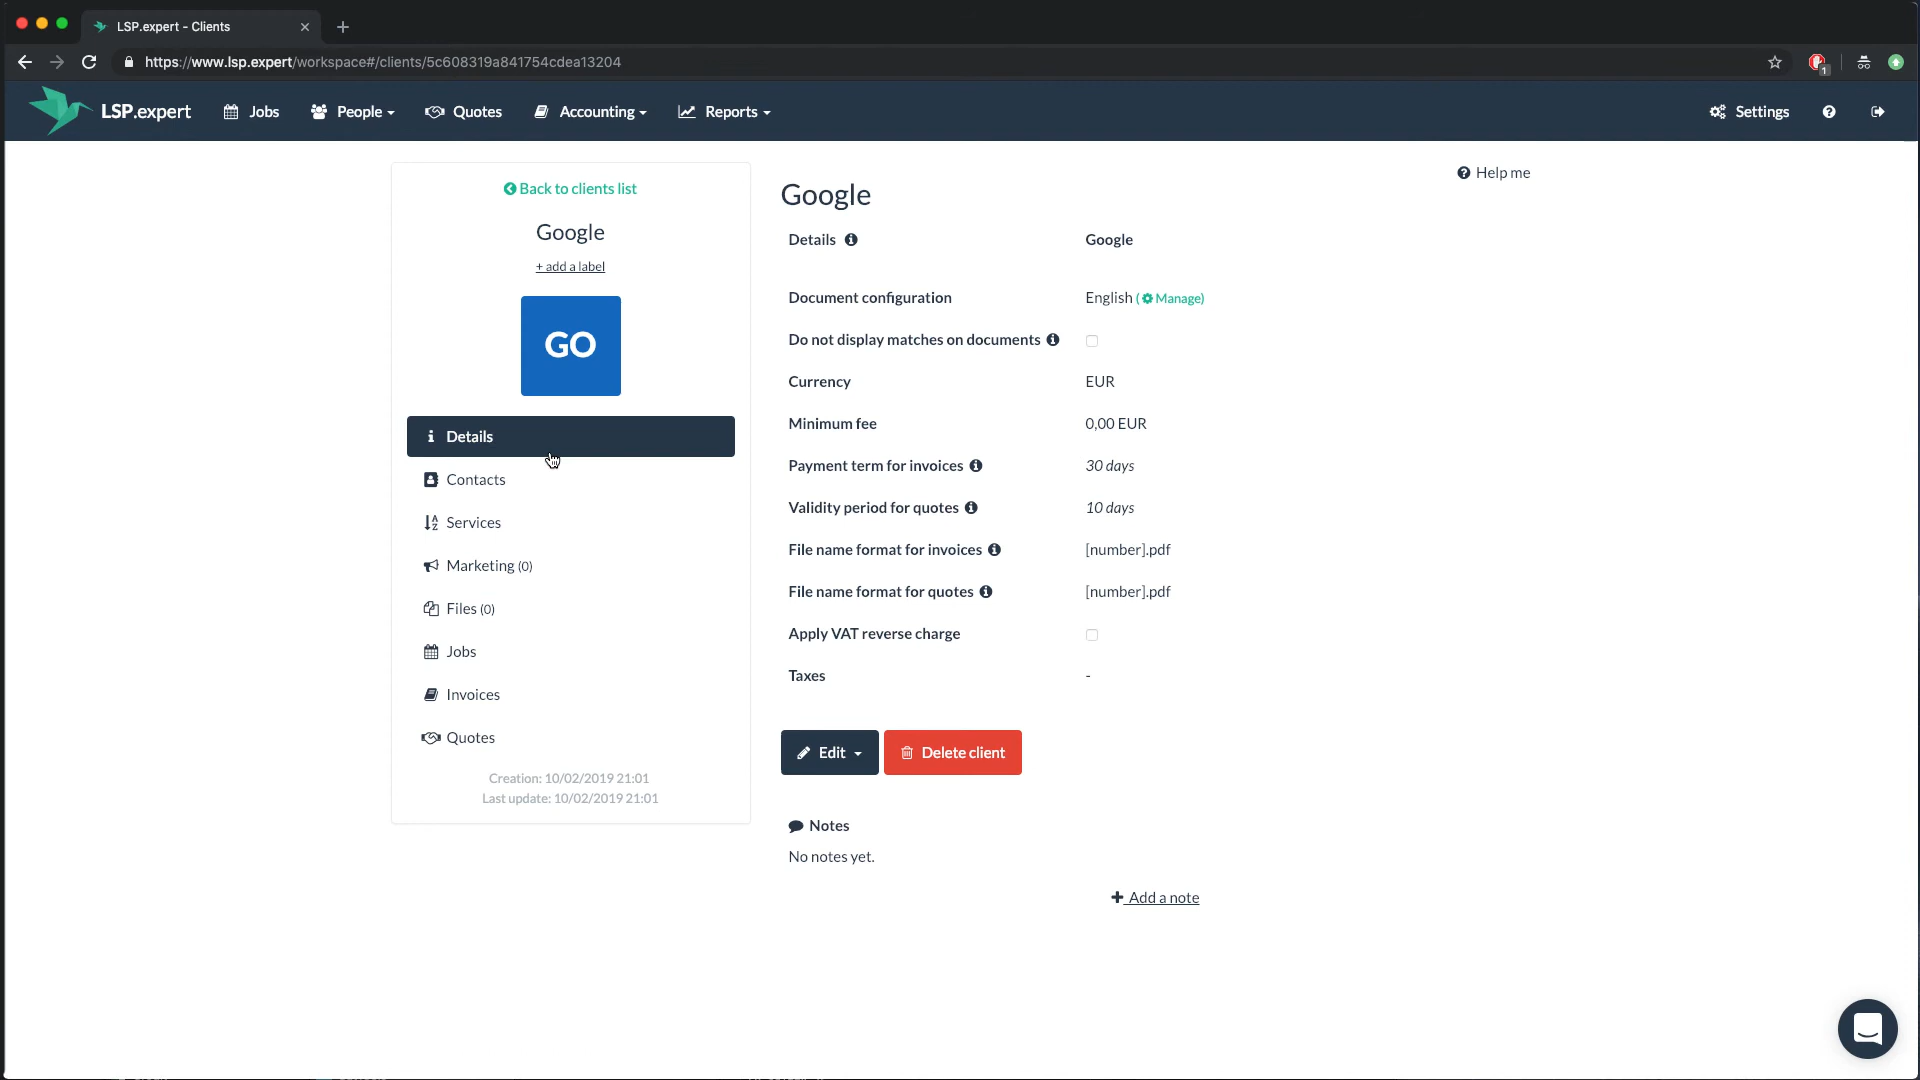 LSP.expert - Clients
https://www.lsp.expert/workspace#/clients/5c608319a841754cdea13204
1
LSP.expert Jobs People Quotes Accounting Reports Settings
Back to clients list
Google
+ add a label
GO
Details
Contacts
Services
Marketing (0)
Files (0)
Jobs
Invoices
Quotes
Creation: 10/02/2019 21:01
Last update: 10/02/2019 21:01
Help me
Google
Details Google
Document configuration English ( Manage)
Do not display matches on documents
Currency EUR
Minimum fee 0,00 EUR
Payment term for invoices 30 days
Validity period for quotes 10 days
File name format for invoices [number].pdf
File name format for quotes [number].pdf
Apply VAT reverse charge
Taxes -
Edit Delete client
Notes
No notes yet.
+ Add a note